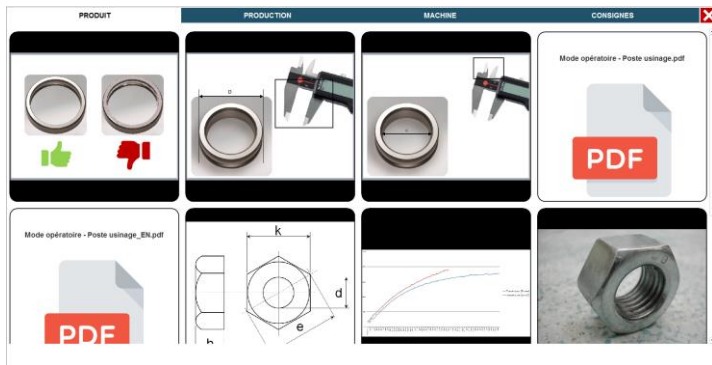 PRODUIT
PRODUCTION
MACHINE
CONSIGNES
D
Mode opératoire - Poste usinage.pdf
PDF
Mode opératoire - Poste usinage_EN.pdf
PDF
k
d
e
h